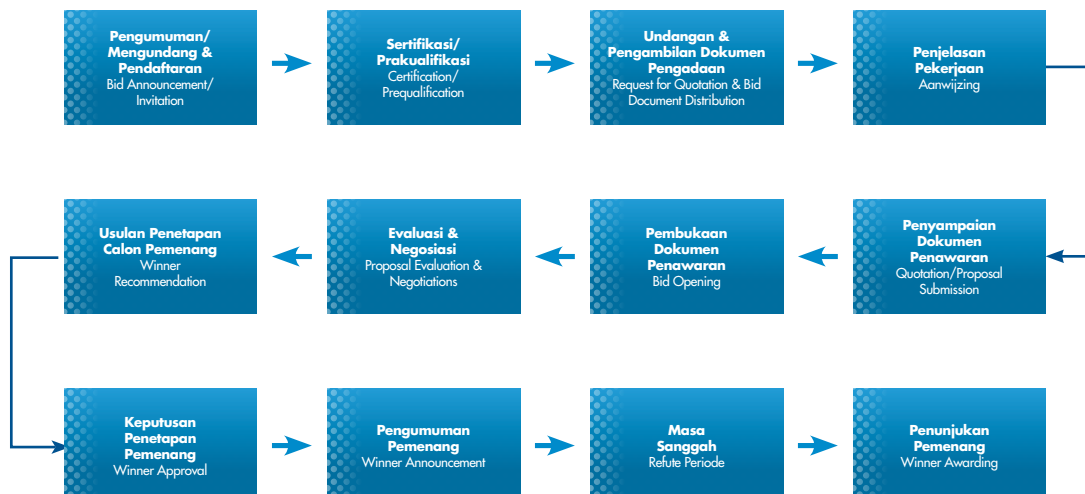 Pengumuman/
Mengundang &
Pendaftaran
Bid Announcement/
Invitation
Sertifikasi/
Prakualifikasi
Certification/
Prequalification
Undangan &
Pengambilan Dokumen
Pengadaan
Request for Quotation & Bid
Document Distribution
Penjelasan
Pekerjaan
Aanwijzing
Penyampaian
Dokumen
Penawaran
Quotation/Proposal
Submission
Pembukaan
Dokumen
Penawaran
Bid Opening
Evaluasi &
Negosiasi
Proposal Evaluation &
Negotiations
Usulan Penetapan
Calon Pemenang
Winner
Recommendation
Keputusan
Penetapan
Pemenang
Winner Approval
Pengumuman
Pemenang
Winner Announcement
Masa
Sanggah
Refute Periode
Penunjukan
Pemenang
Winner Awarding